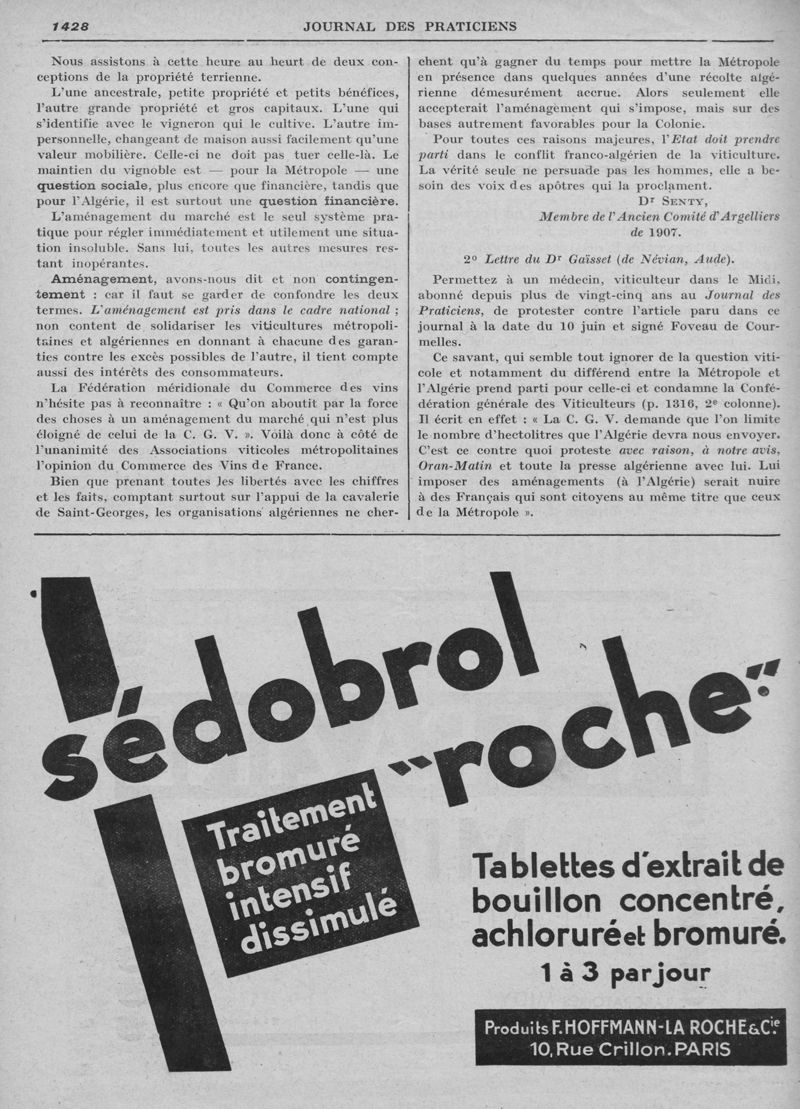 1428
JOURNAL DES PRATICIENS
Nous assistons à cette heure au heurt de deux con-
ceptions de la propriété terrienne.
L'une ancestrale, petite propriété et petits bénéfices,
l'autre grande propriété et gros capitaux. L'une qui
s'identifie avec le vigneron qui le cultive. L'autre im-
personnelle, changeant de maison aussi facilement qu'une
valeur mobilière. Celle-ci ne doit pas tuer celle-là. Le
maintien du vignoble est — pour la Métropole — une
question sociale, plus encore que financière, tandis que
pour l'Algérie, il est surtout une question financière.
L'aménagement du marché est le seul système pra-
tique pour régler immédiatement et utilement une situa-
tion insoluble. Sans lui, toutes les autres mesures res-
tant inopérantes.
Aménagement, avons-nous dit et non contingen-
tement : car il faut se garder de confondre les deux
termes. L'aménagement est pris dans le cadre national ;
non content de solidariser les viticultures métropoli-
taines et algériennes en donnant à chacune des garan-
ties contre les excès possibles de l'autre, il tient compte
aussi des intérêts des consommateurs.
La Fédération méridionale du Commerce des vins
n'hésite pas à reconnaître : « Qu'on aboutit par la force
des choses à un aménagement du marché qui n'est plus
éloigné de celui de la C. G. V. ». Voilà donc à côté de
l'unanimité des Associations viticoles métropolitaines
l'opinion du Commerce des Vins de France.
Bien que prenant toutes les libertés avec les chiffres
et les faits, comptant surtout sur l'appui de la cavalerie
de Saint-Georges, les organisations algériennes ne cher-
chent qu'à gagner du temps pour mettre la Métropole
en présence dans quelques années d'une récolte algé-
rienne démesurément accrue. Alors seulement elle
accepterait l'aménagement qui s'impose, mais sur des
bases autrement favorables pour la Colonie.
Pour toutes ces raisons majeures, l'Etat doit prendre
parti dans le conflit franco-algérien de la viticulture.
La vérité seule ne persuade pas les hommes, elle a be-
soin des voix des apôtres qui la proclament.
Dr SENTY,
Membre de l'Ancien Comité d'Argelliers
de 1907.
2º Lettre du Dr Gaïsset (de Névian, Aude).
Permettez à un médecin, viticulteur dans le Midi,
abonné depuis plus de vingt-cinq ans au Journal des
Praticiens, de protester contre l'article paru dans ce
journal à la date du 10 juin et signé Foveau de Cour-
melles.
Ce savant, qui semble tout ignorer de la question viti-
cole et notamment du différend entre la Métropole et
l'Algérie prend parti pour celle-ci et condamne la Confé-
dération générale des Viticulteurs (p. 1316, 2e colonne).
Il écrit en effet : « La C. G. V. demande que l'on limite
le nombre d'hectolitres que l'Algérie devra nous envoyer.
C'est ce contre quoi proteste avec raison, à notre avis,
Oran-Matin et toute la presse algérienne avec lui. Lui
imposer des aménagements (à l'Algérie) serait nuire
à des Français qui sont citoyens au même titre que ceux
de la Métropole ».
sédobrol
"roche"
Traitement
bromuré
intensif
dissimulé
Tablettes d'extrait de
bouillon concentré,
achloruré et bromuré.
1 à 3 par jour
Produits F. HOFFMANN-LA ROCHE & Cie
10, Rue Crillon. PARIS